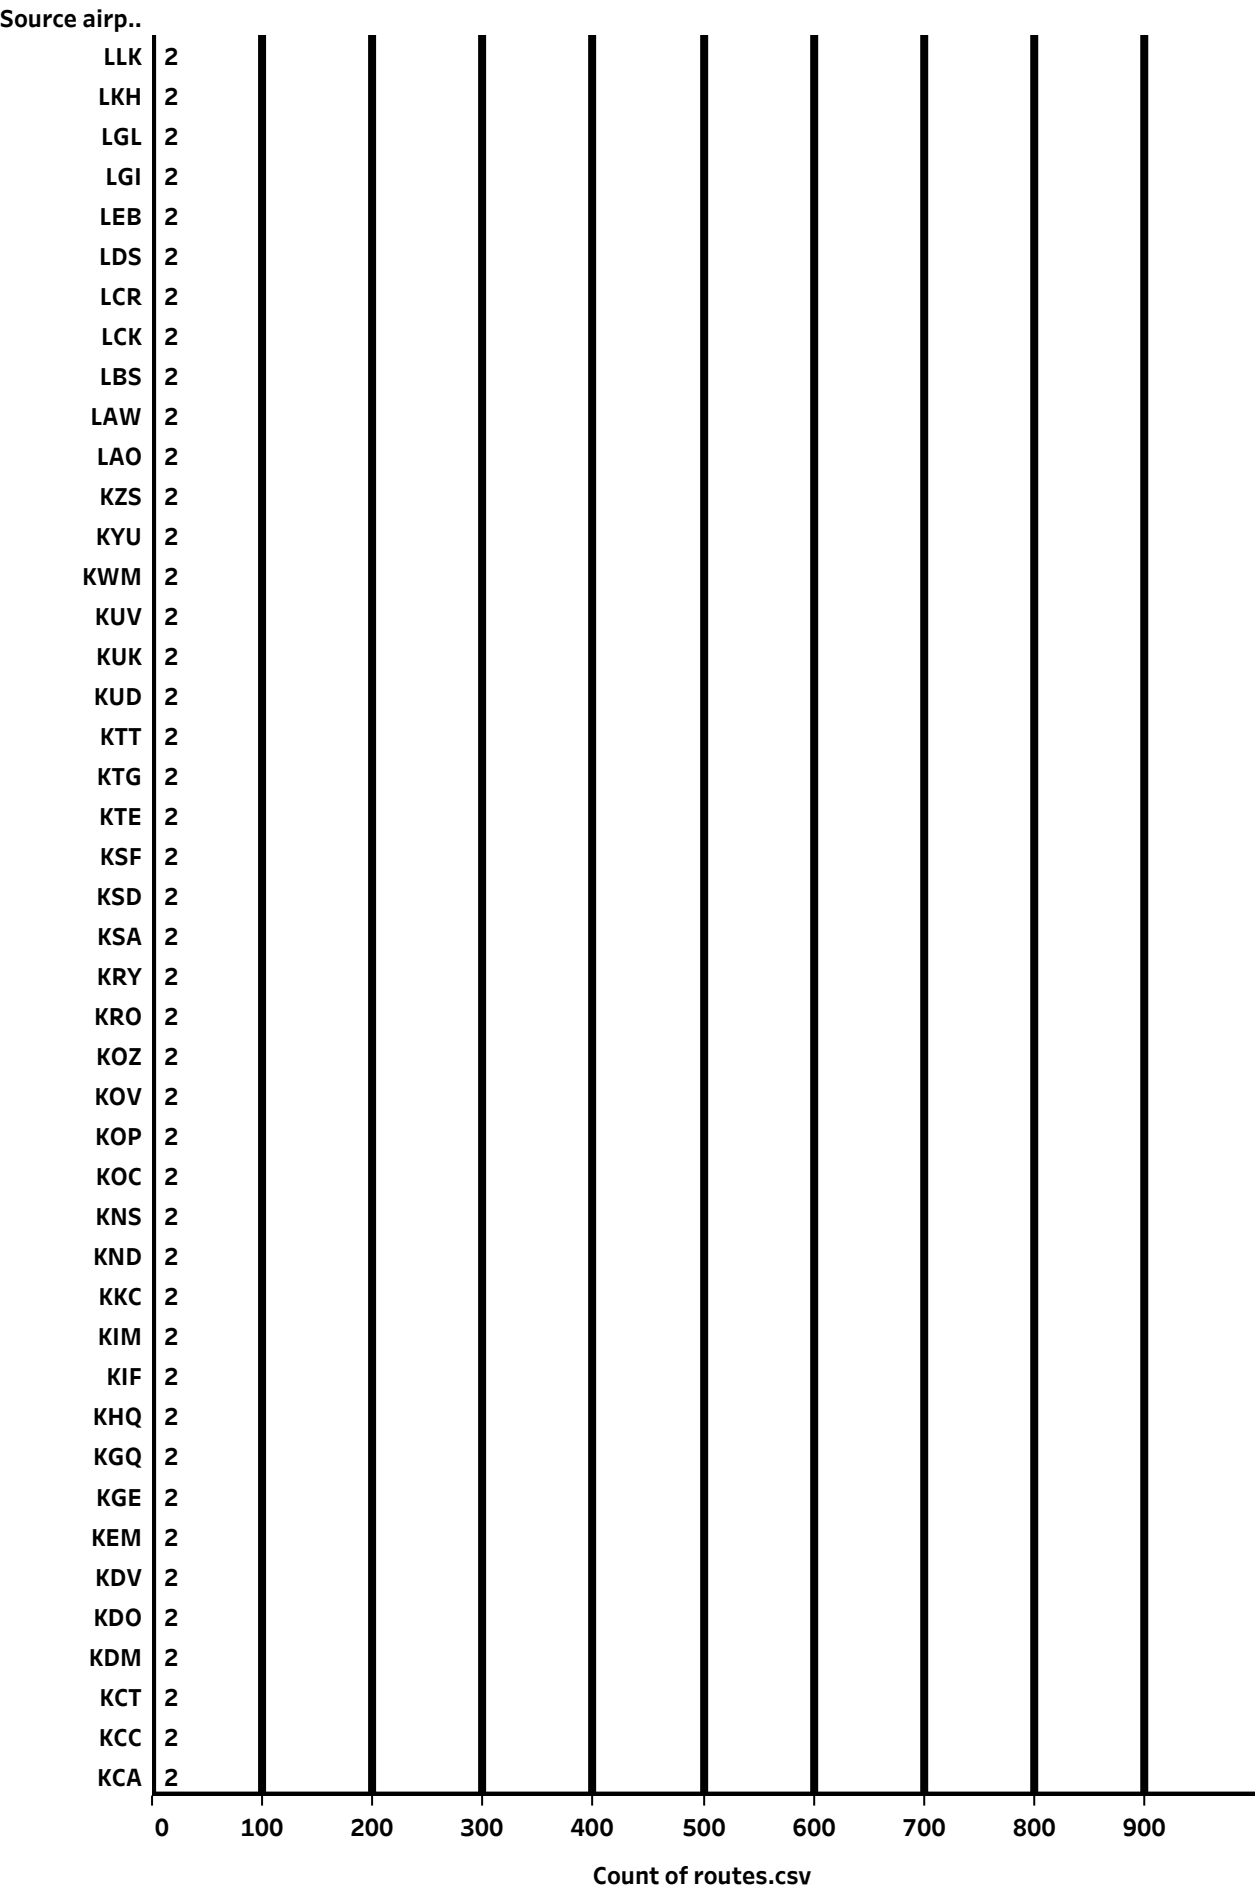 Source airp..
LLK 2
LKH 2
LGL 2
LGI 2
LEB 2
LDS 2
LCR 2
LCK 2
LBS 2
LAW 2
LAO 2
KZS 2
KYU 2
KWM 2
KUV 2
KUK 2
KUD 2
KTT 2
KTG 2
KTE 2
KSF 2
KSD 2
KSA 2
KRY 2
KRO 2
KOZ 2
KOV 2
KOP 2
KOC 2
KNS 2
KND 2
KKC 2
KIM 2
KIF 2
KHQ 2
KGQ 2
KGE 2
KEM 2
KDV 2
KDO 2
KDM 2
KCT 2
KCC 2
KCA 2
0 100 200 300 400 500 600 700 800 900
Count of routes.csv